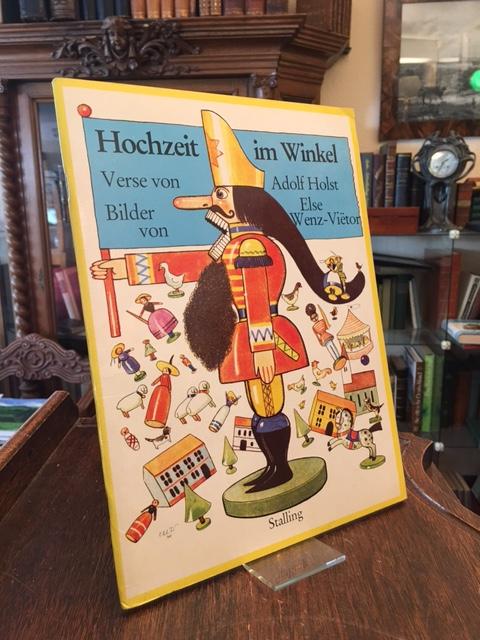 Hochzeit im Winkel
Verse von Adolf Holst
Bilder von Else Wenz-Viëtor
Stalling